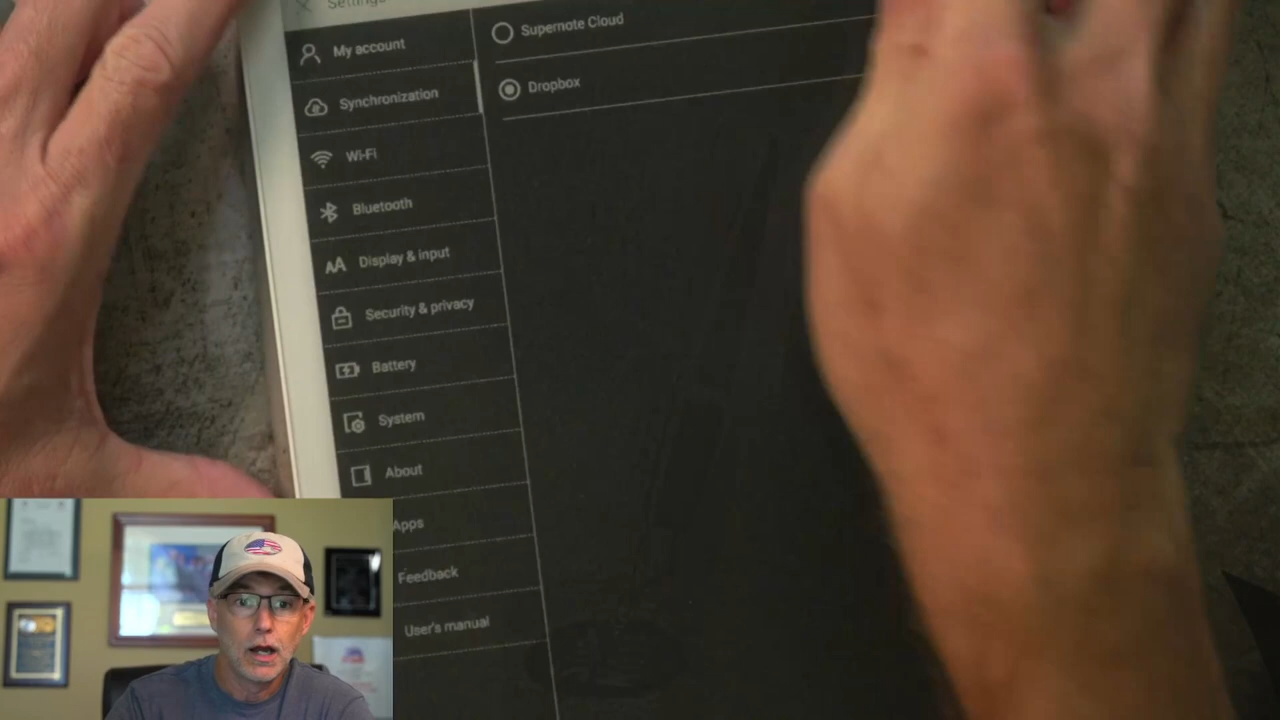 Settings
My account
Synchronization
Wi-Fi
Bluetooth
Display & input
Security & privacy
Battery
System
About
Apps
Feedback
User's manual
Supernote Cloud
Dropbox